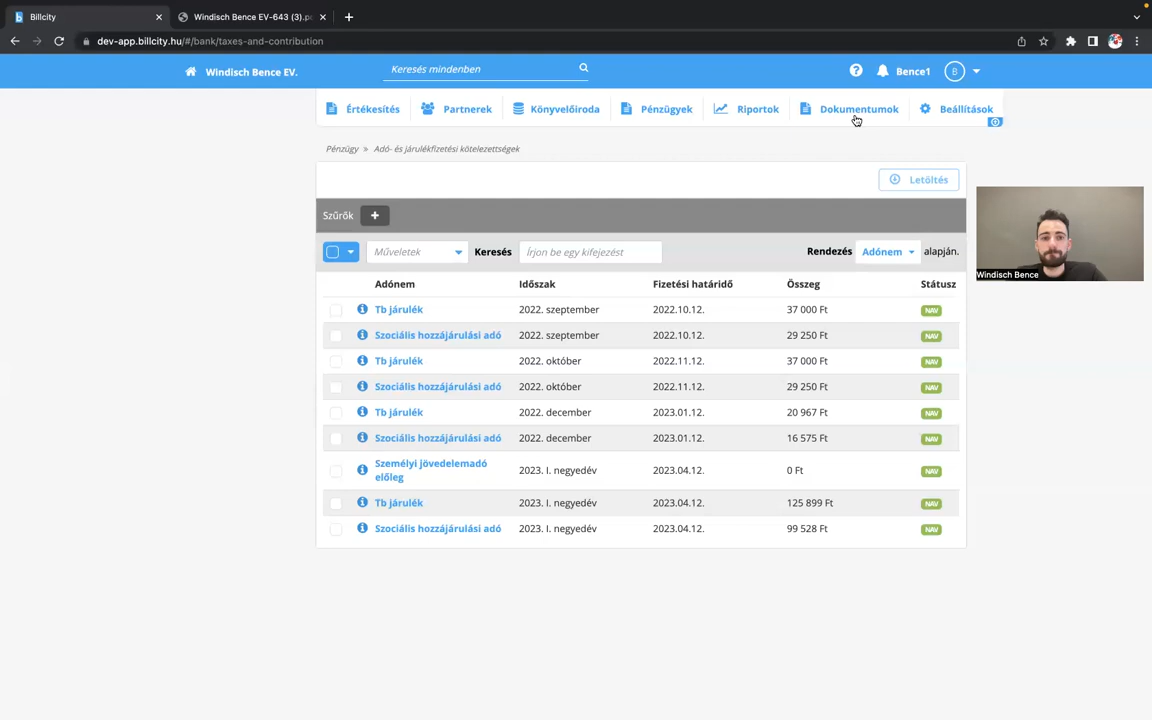 Billcity
Windisch Bence EV-643 (3).p
dev-app.billcity.hu/#/bank/taxes-and-contribution
Windisch Bence EV.
Keresés mindenben
Bence1
B
Értékesítés
Partnerek
Könyvelőiroda
Pénzügyek
Riportok
Dokumentumok
Beállítások
Pénzügy » Adó- és járulékfizetési kötelezettségek
Letöltés
Szűrők +
Műveletek
Keresés
Írjon be egy kifejezést
Rendezés Adónem alapján.
Adónem Időszak Fizetési határidő Összeg Státusz
Tb járulék 2022. szeptember 2022.10.12. 37 000 Ft NAV
Szociális hozzájárulási adó 2022. szeptember 2022.10.12. 29 250 Ft NAV
Tb járulék 2022. október 2022.11.12. 37 000 Ft NAV
Szociális hozzájárulási adó 2022. október 2022.11.12. 29 250 Ft NAV
Tb járulék 2022. december 2023.01.12. 20 967 Ft NAV
Szociális hozzájárulási adó 2022. december 2023.01.12. 16 575 Ft NAV
Személyi jövedelemadó
előleg 2023. I. negyedév 2023.04.12. 0 Ft NAV
Tb járulék 2023. I. negyedév 2023.04.12. 125 899 Ft NAV
Szociális hozzájárulási adó 2023. I. negyedév 2023.04.12. 99 528 Ft NAV
Windisch Bence